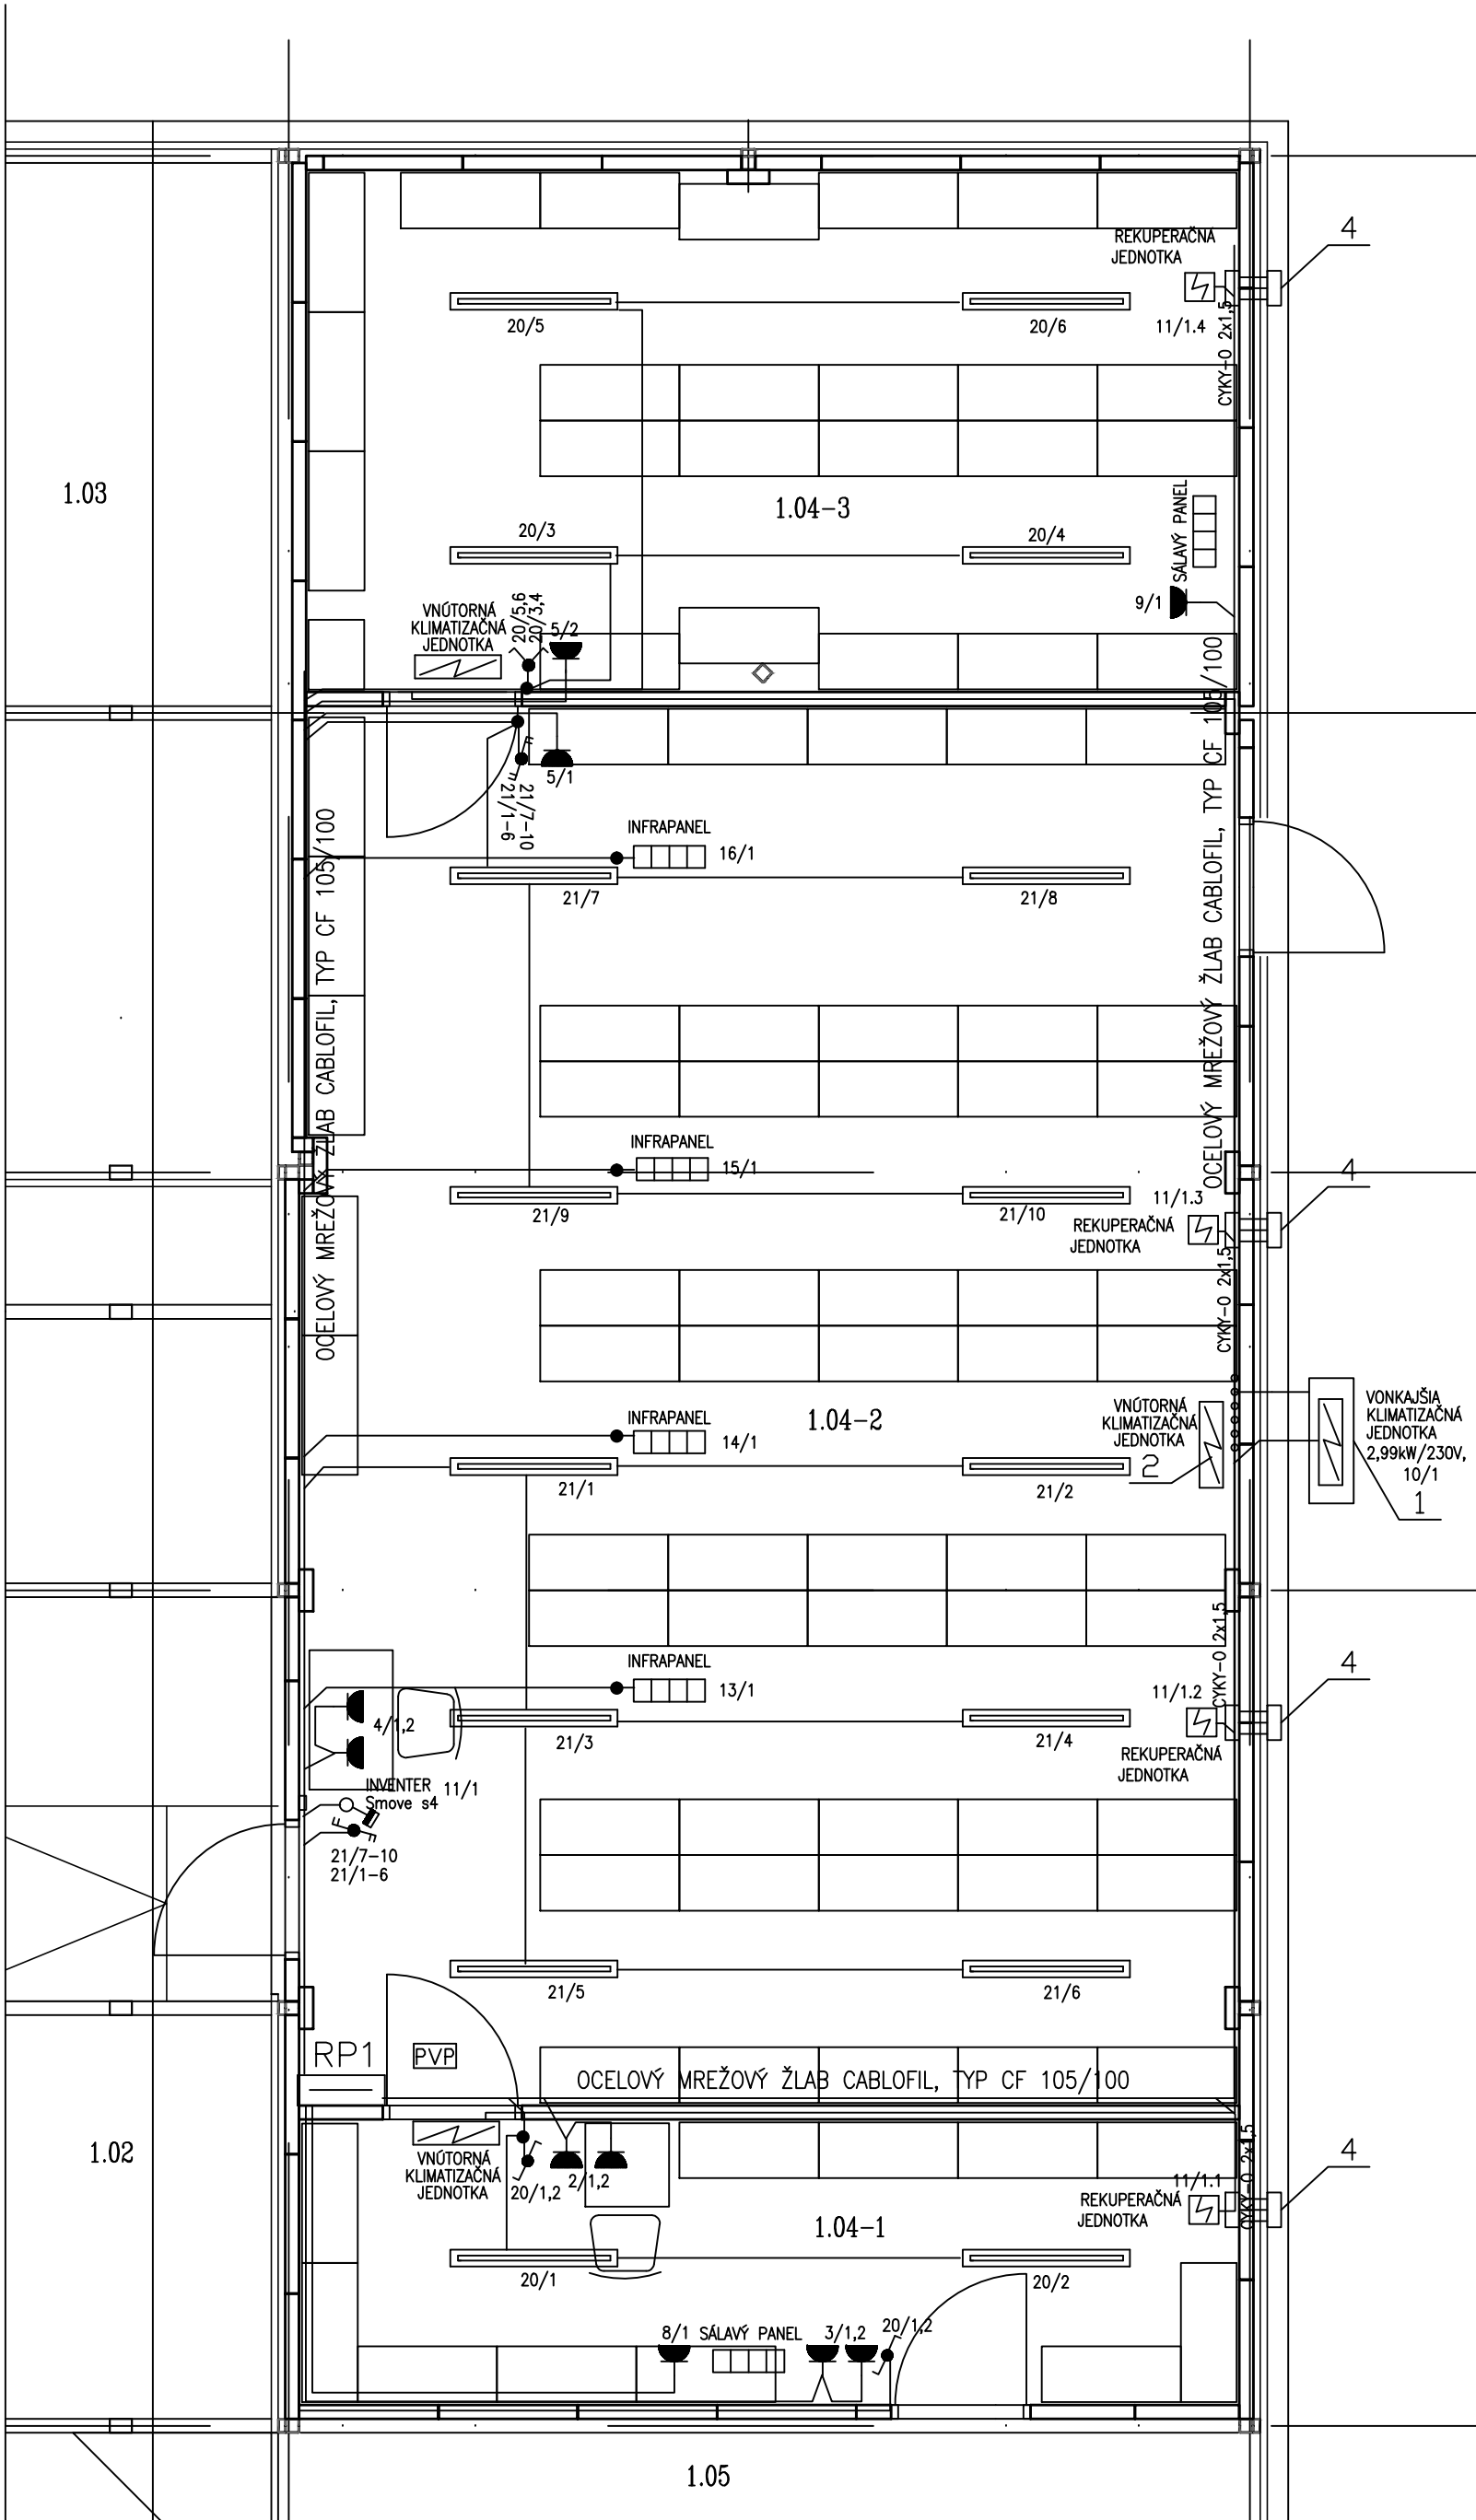 REKUPERAČNÁ
JEDNOTKA
4
11/1.4
CYKY-O 2x1,5
20/5
20/6
1.03
1.04-3
SÁLAVÝ PANEL
20/3
20/4
9/1
VNÚTORNÁ
KLIMATIZAČNÁ
JEDNOTKA
20/5,6
20/3,4
5/2
5/1
21/7-10
21/1-6
OCELOVÝ MREŽOVÝ ŽLAB CABLOFIL, TYP CF 105/100
OCELOVÝ MREŽOVÝ ŽLAB CABLOFIL, TYP CF 105/100
INFRAPANEL
16/1
21/7
21/8
INFRAPANEL
15/1
21/9
21/10
11/1.3
REKUPERAČNÁ
JEDNOTKA
4
CYKY-O 2x1,5
INFRAPANEL
14/1
1.04-2
VNÚTORNÁ
KLIMATIZAČNÁ
JEDNOTKA
2
VONKAJŠIA
KLIMATIZAČNÁ
JEDNOTKA
2,99kW/230V,
10/1
1
21/1
21/2
CYKY-O 2x1,5
INFRAPANEL
13/1
11/1.2
4
4/1,2
21/3
21/4
REKUPERAČNÁ
JEDNOTKA
INVENTER
Smove s4
11/1
21/7-10
21/1-6
21/5
21/6
RP1
PVP
OCELOVÝ MREŽOVÝ ŽLAB CABLOFIL, TYP CF 105/100
1.02
VNÚTORNÁ
KLIMATIZAČNÁ
JEDNOTKA
20/1,2
2/1,2
11/1.1
REKUPERAČNÁ
JEDNOTKA
CYKY-O 2x1,5
4
1.04-1
20/1
20/2
8/1
SÁLAVÝ PANEL
3/1,2
20/1,2
1.05